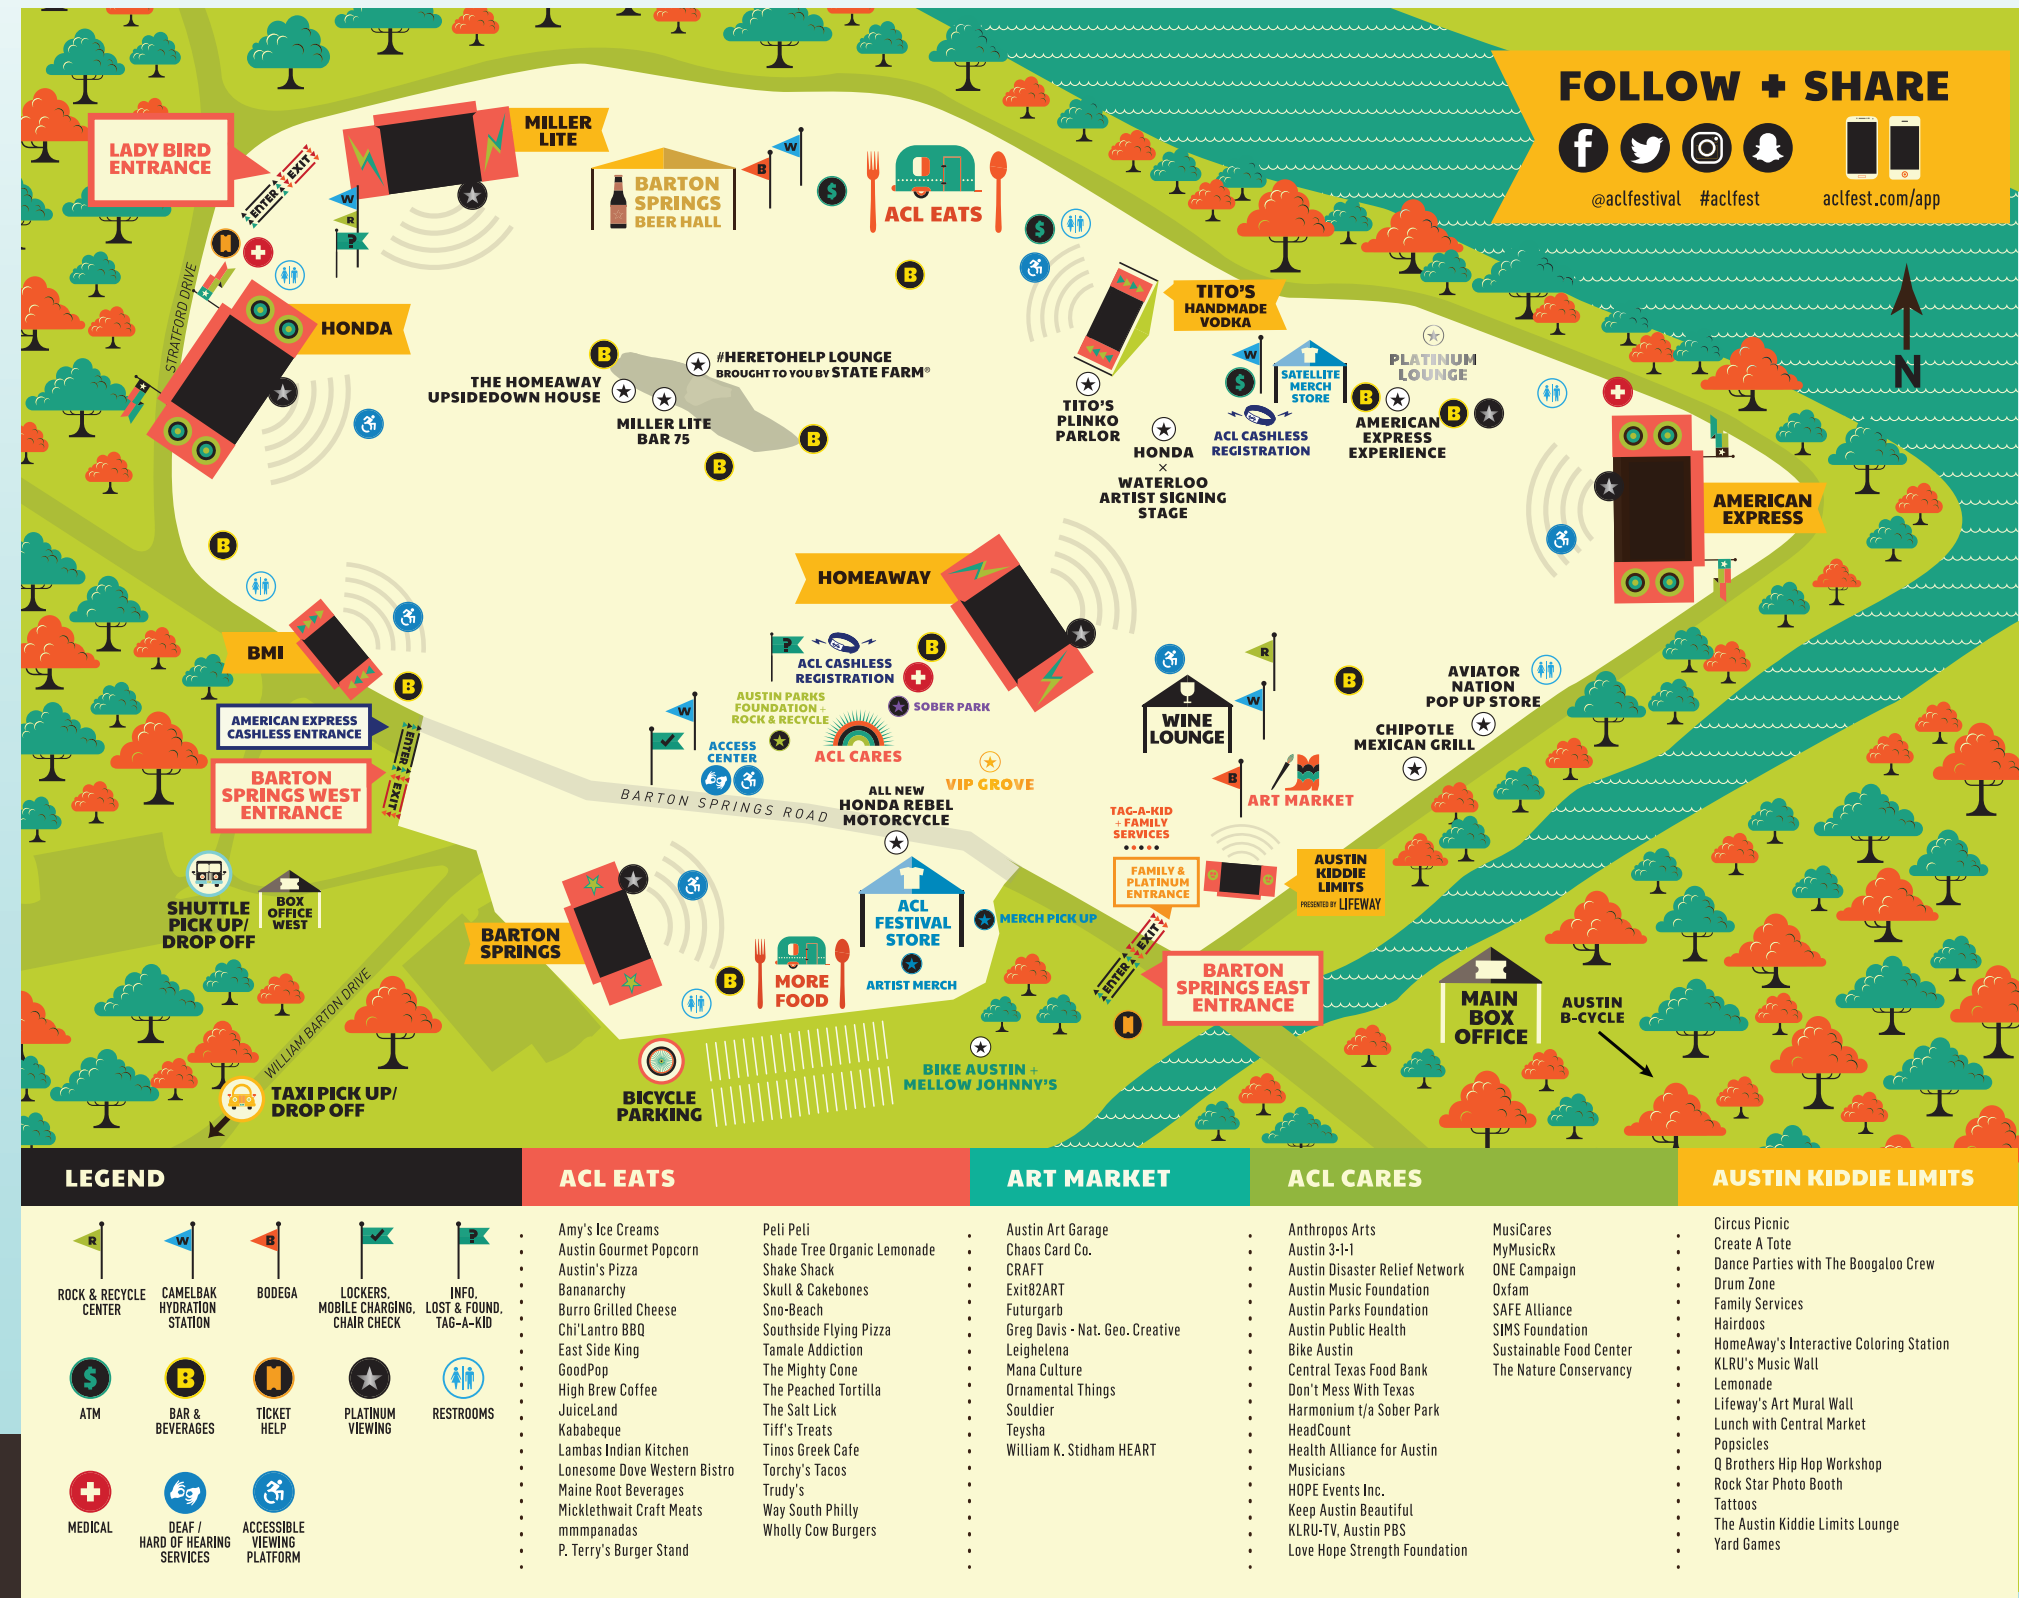 FOLLOW + SHARE
@aclfestival #aclfest
aclfest.com/app
N
LADY BIRD
ENTRANCE
ENTER
EXIT
MILLER
LITE
BARTON
SPRINGS
BEER HALL
B
W
$
ACL EATS
$
W
R
?
STRATFORD DRIVE
HONDA
B
TITO'S
HANDMADE
VODKA
B
#HERETOHELP LOUNGE
BROUGHT TO YOU BY STATE FARM®
THE HOMEAWAY
UPSIDEDOWN HOUSE
MILLER LITE
BAR 75
B
B
TITO'S
PLINKO
PARLOR
W
$
SATELLITE
MERCH
STORE
ACL CASHLESS
REGISTRATION
PLATINUM
LOUNGE
B
B
AMERICAN
EXPRESS
EXPERIENCE
HONDA
×
WATERLOO
ARTIST SIGNING
STAGE
AMERICAN
EXPRESS
B
HOMEAWAY
BMI
B
AMERICAN EXPRESS
CASHLESS ENTRANCE
BARTON
SPRINGS WEST
ENTRANCE
ENTER
EXIT
?
ACL CASHLESS
REGISTRATION
B
AUSTIN PARKS
FOUNDATION +
ROCK & RECYCLE
SOBER PARK
W
ACCESS
CENTER
ACL CARES
VIP GROVE
BARTON SPRINGS ROAD
ALL NEW
HONDA REBEL
MOTORCYCLE
R
W
WINE
LOUNGE
B
AVIATOR
NATION
POP UP STORE
CHIPOTLE
MEXICAN GRILL
B
ART MARKET
TAG-A-KID
+ FAMILY
SERVICES
FAMILY &
PLATINUM
ENTRANCE
AUSTIN
KIDDIE
LIMITS
PRESENTED BY LIFEWAY
SHUTTLE
PICK UP/
DROP OFF
BOX
OFFICE
WEST
BARTON
SPRINGS
B
MORE
FOOD
ACL
FESTIVAL
STORE
ARTIST MERCH
MERCH PICK UP
ENTER
EXIT
BARTON
SPRINGS EAST
ENTRANCE
MAIN
BOX
OFFICE
AUSTIN
B-CYCLE
WILLIAM BARTON DRIVE
TAXI PICK UP/
DROP OFF
BICYCLE
PARKING
BIKE AUSTIN +
MELLOW JOHNNY'S
LEGEND
R
W
B
?
ROCK & RECYCLE
CENTER
CAMELBAK
HYDRATION
STATION
BODEGA
LOCKERS,
MOBILE CHARGING,
CHAIR CHECK
INFO,
LOST & FOUND,
TAG-A-KID
$
B
ATM
BAR &
BEVERAGES
TICKET
HELP
PLATINUM
VIEWING
RESTROOMS
MEDICAL
DEAF /
HARD OF HEARING
SERVICES
ACCESSIBLE
VIEWING
PLATFORM
ACL EATS
Amy's Ice Creams
Austin Gourmet Popcorn
Austin's Pizza
Bananarchy
Burro Grilled Cheese
Chi'Lantro BBQ
East Side King
GoodPop
High Brew Coffee
JuiceLand
Kababeque
Lambas Indian Kitchen
Lonesome Dove Western Bistro
Maine Root Beverages
Micklethwait Craft Meats
mmmpanadas
P. Terry's Burger Stand
Peli Peli
Shade Tree Organic Lemonade
Shake Shack
Skull & Cakebones
Sno-Beach
Southside Flying Pizza
Tamale Addiction
The Mighty Cone
The Peached Tortilla
The Salt Lick
Tiff's Treats
Tinos Greek Cafe
Torchy's Tacos
Trudy's
Way South Philly
Wholly Cow Burgers
ART MARKET
Austin Art Garage
Chaos Card Co.
CRAFT
Exit82ART
Futurgarb
Greg Davis - Nat. Geo. Creative
Leighelena
Mana Culture
Ornamental Things
Souldier
Teysha
William K. Stidham HEART
ACL CARES
Anthropos Arts
Austin 3-1-1
Austin Disaster Relief Network
Austin Music Foundation
Austin Parks Foundation
Austin Public Health
Bike Austin
Central Texas Food Bank
Don't Mess With Texas
Harmonium t/a Sober Park
HeadCount
Health Alliance for Austin
Musicians
HOPE Events Inc.
Keep Austin Beautiful
KLRU-TV, Austin PBS
Love Hope Strength Foundation
MusiCares
MyMusicRx
ONE Campaign
Oxfam
SAFE Alliance
SIMS Foundation
Sustainable Food Center
The Nature Conservancy
AUSTIN KIDDIE LIMITS
Circus Picnic
Create A Tote
Dance Parties with The Boogaloo Crew
Drum Zone
Family Services
Hairdoos
HomeAway's Interactive Coloring Station
KLRU's Music Wall
Lemonade
Lifeway's Art Mural Wall
Lunch with Central Market
Popsicles
Q Brothers Hip Hop Workshop
Rock Star Photo Booth
Tattoos
The Austin Kiddie Limits Lounge
Yard Games